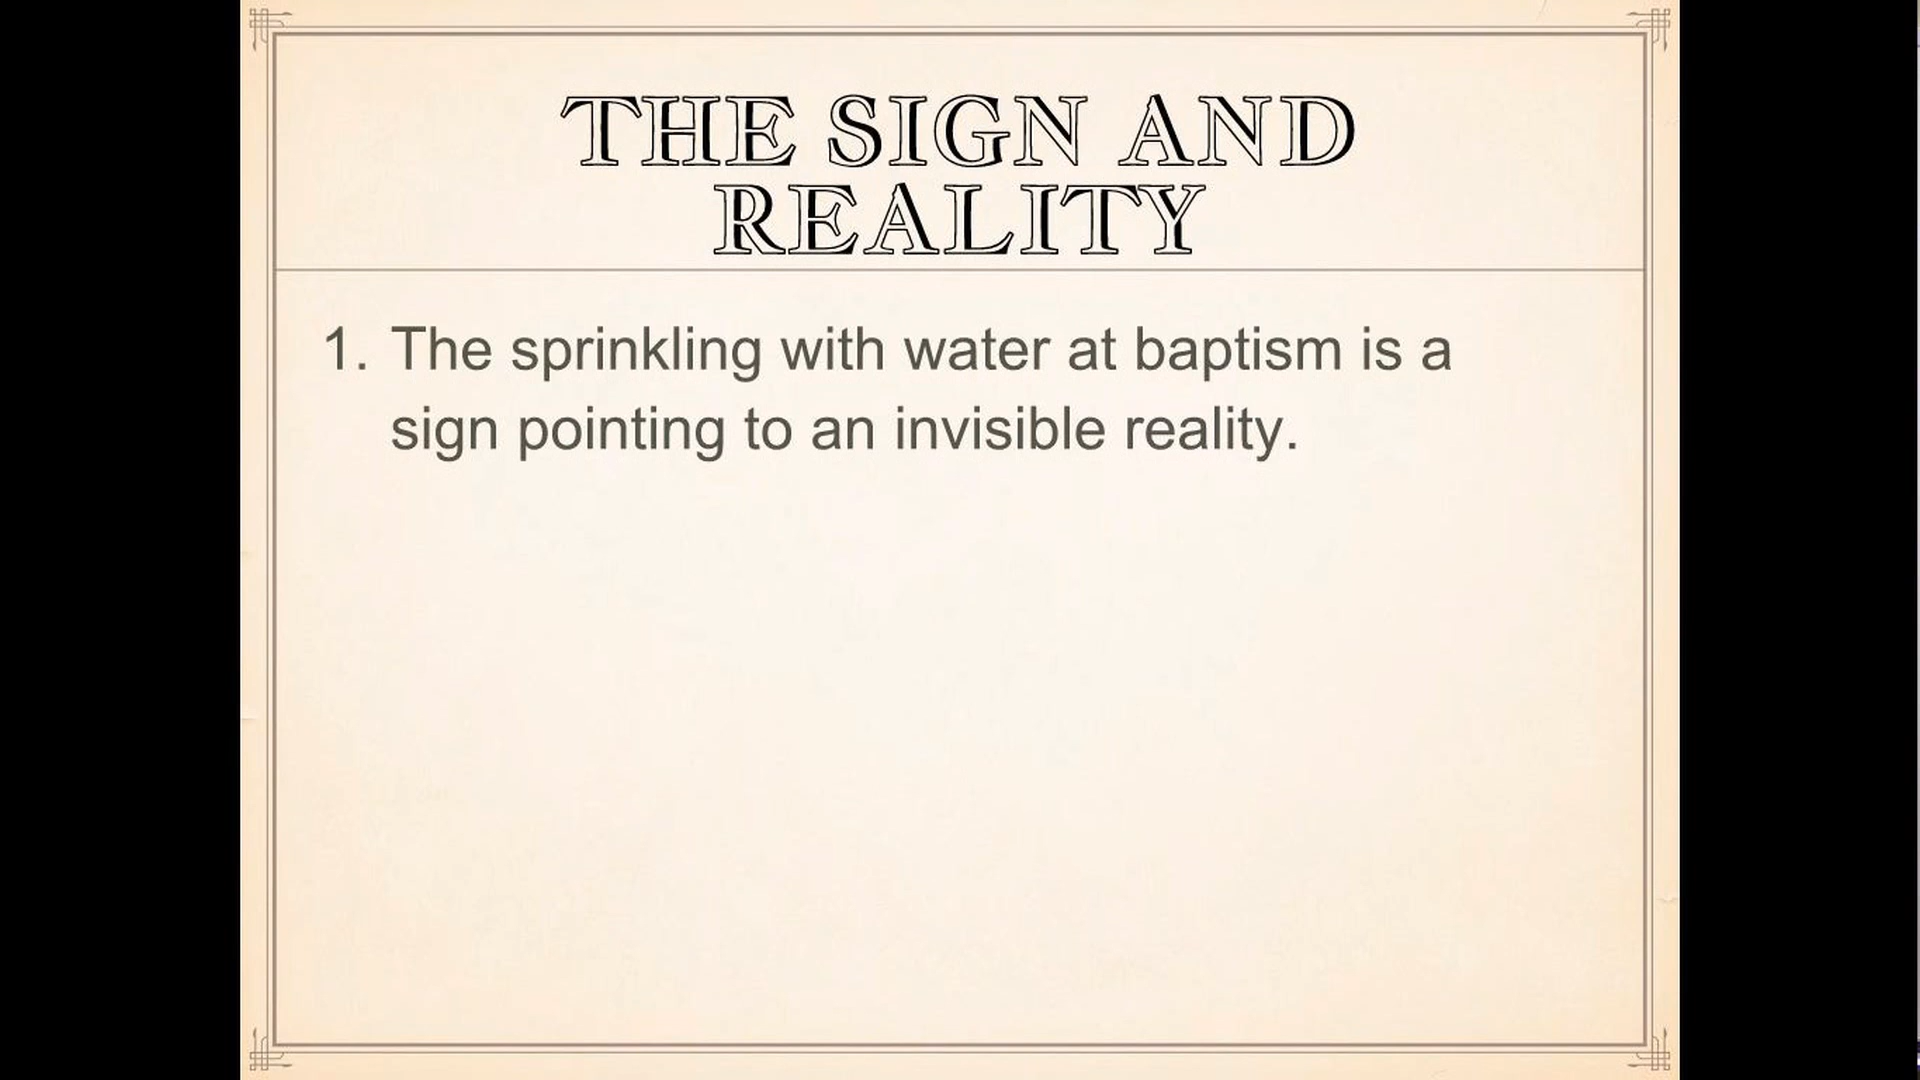 THE SIGN AND
REALITY
1. The sprinkling with water at baptism is a
sign pointing to an invisible reality.